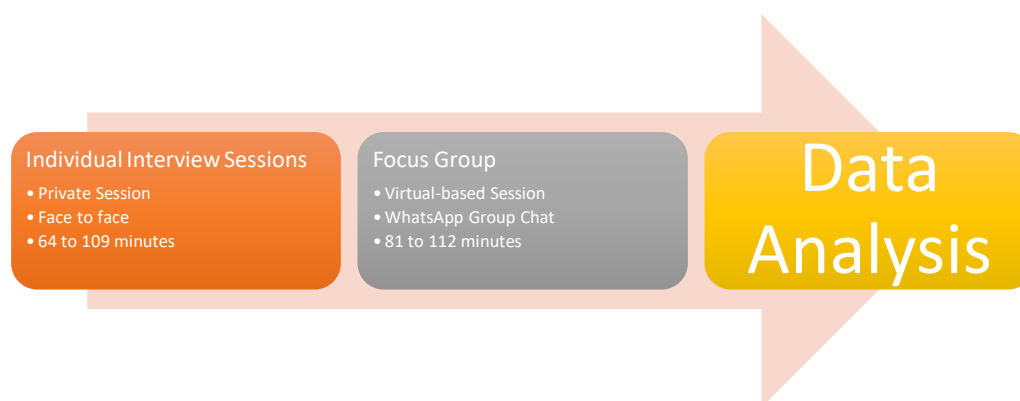 Individual Interview Sessions
• Private Session
• Face to face
• 64 to 109 minutes
Focus Group
• Virtual-based Session
• WhatsApp Group Chat
• 81 to 112 minutes
Data
Analysis